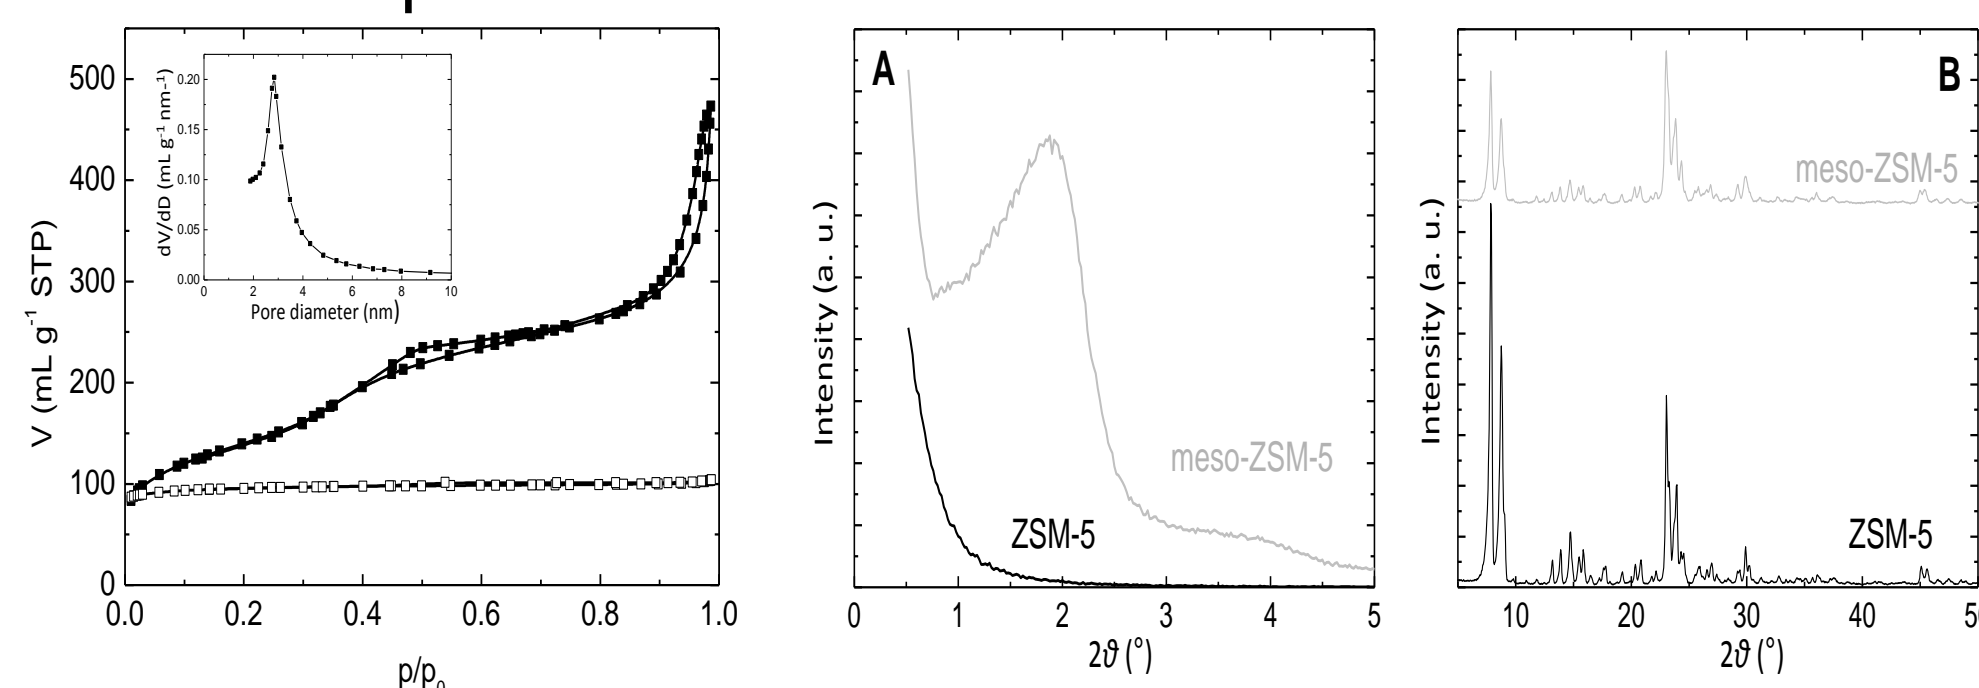 500
400
300
200
100
0
0.0
0.2
0.4
0.6
0.8
1.0
V (mL g⁻¹ STP)
p/p₀
0.20
0.15
0.10
0.05
0.00
0
2
4
6
8
10
dV/dD (mL g⁻¹ nm-¹)
Pore diameter (nm)
A
meso-ZSM-5
ZSM-5
Intensity (a. u.)
0
1
2
3
4
5
2ϑ (°)
B
meso-ZSM-5
ZSM-5
Intensity (a. u.)
10
20
30
40
2ϑ (°)